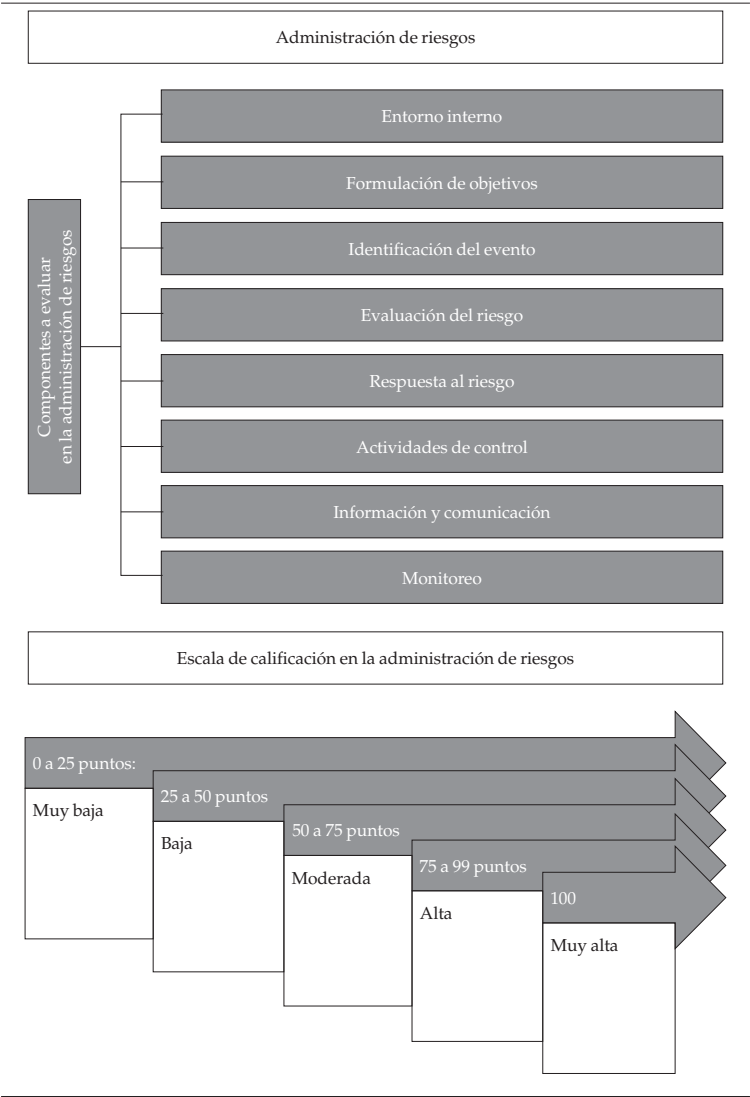 Administración de riesgos
Componentes a evaluar
en la administración de riesgos
Entorno interno
Formulación de objetivos
Identificación del evento
Evaluación del riesgo
Respuesta al riesgo
Actividades de control
Información y comunicación
Monitoreo
Escala de calificación en la administración de riesgos
0 a 25 puntos:
Muy baja
25 a 50 puntos
Baja
50 a 75 puntos
Moderada
75 a 99 puntos
Alta
100
Muy alta